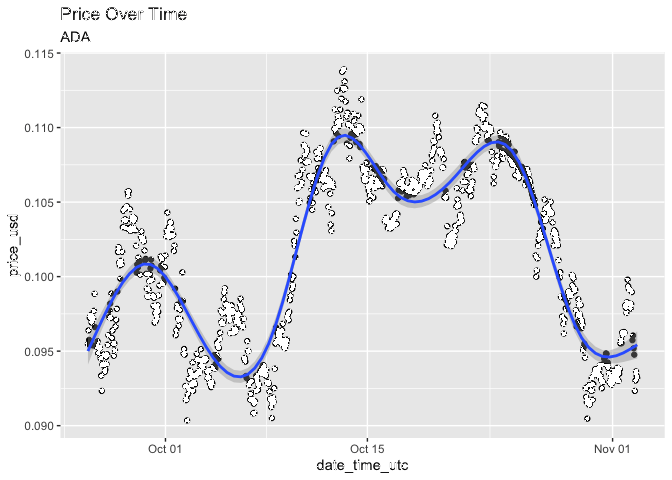 Price Over Time
ADA
0.115
0.110
0.105
0.100
0.095
0.090
price_usd
Oct 01
Oct 15
Nov 01
date_time_utc